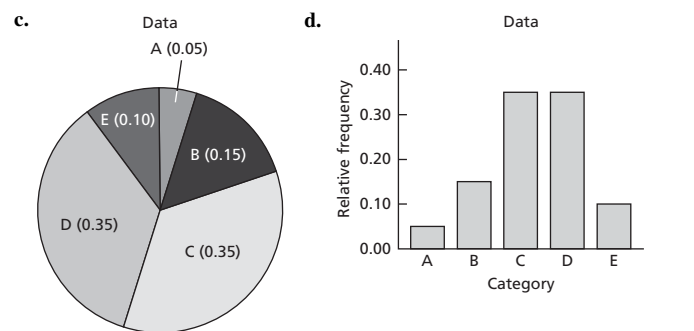 c.
Data
A (0.05)
E (0.10)
B (0.15)
D (0.35)
C (0.35)
d.
Data
Relative frequency
0.40
0.30
0.20
0.10
0.00
A B C D E
Category